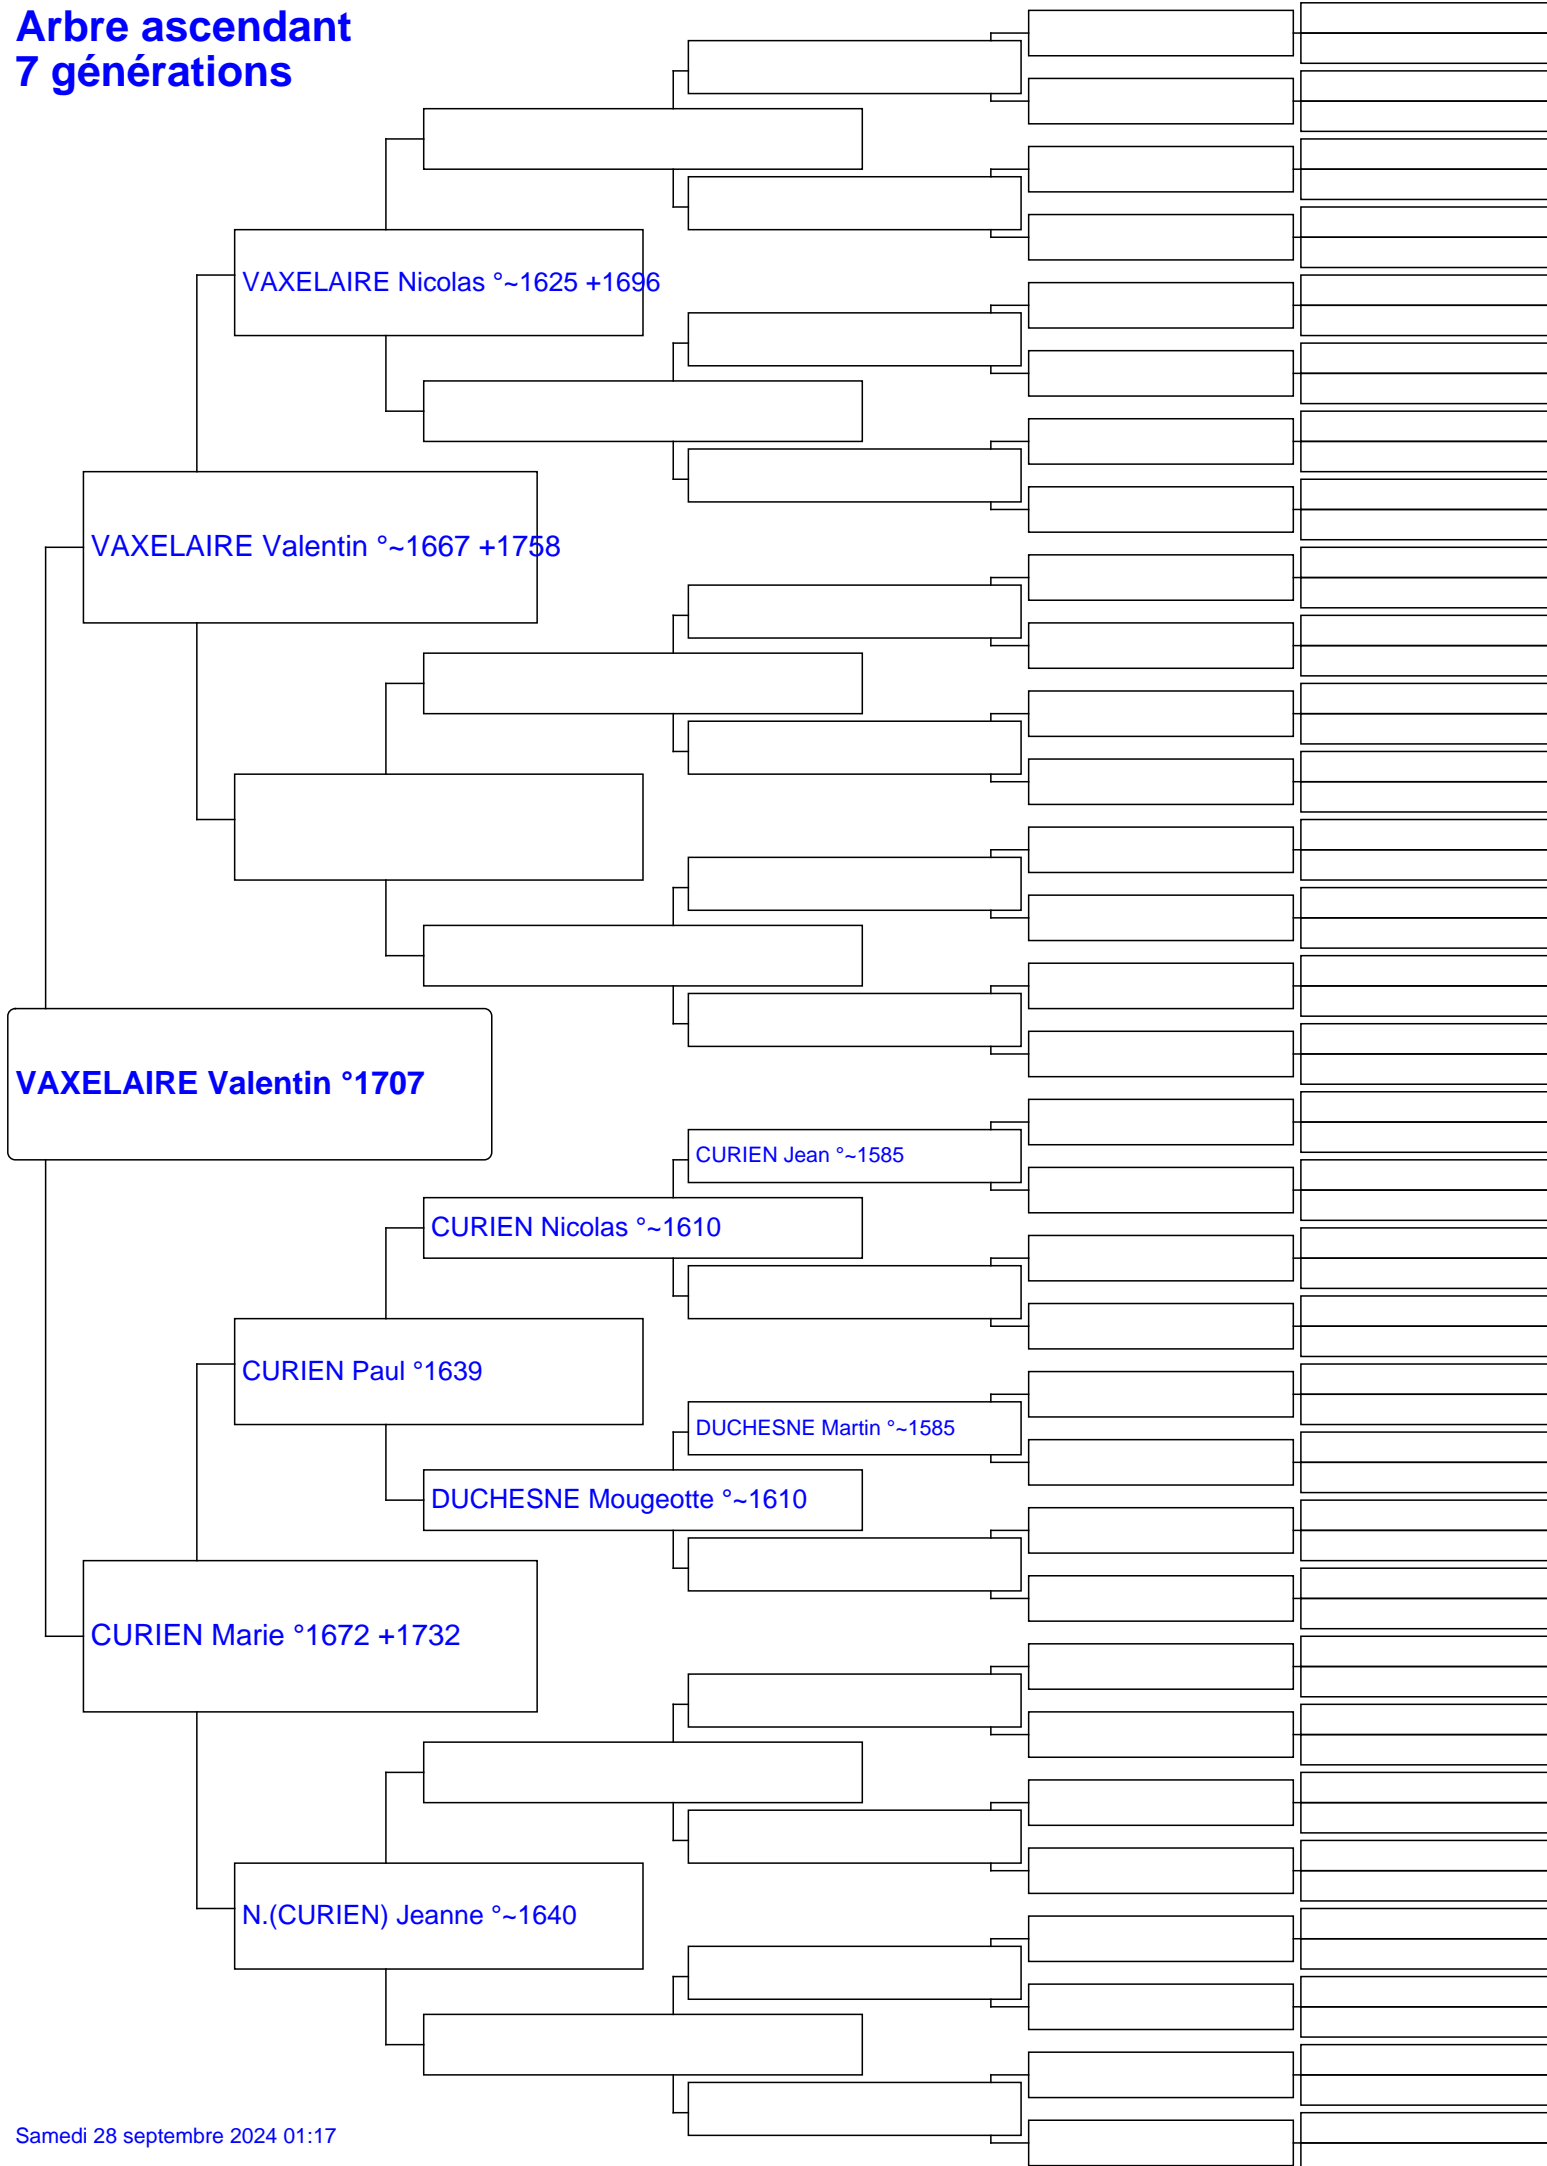 Arbre ascendant
7 générations
VAXELAIRE Nicolas °~1625 +1696
VAXELAIRE Valentin °~1667 +1758
VAXELAIRE Valentin °1707
CURIEN Jean °~1585
CURIEN Nicolas °~1610
CURIEN Paul °1639
DUCHESNE Martin °~1585
DUCHESNE Mougeotte °~1610
CURIEN Marie °1672 +1732
N.(CURIEN) Jeanne °~1640
Samedi 28 septembre 2024 01:17